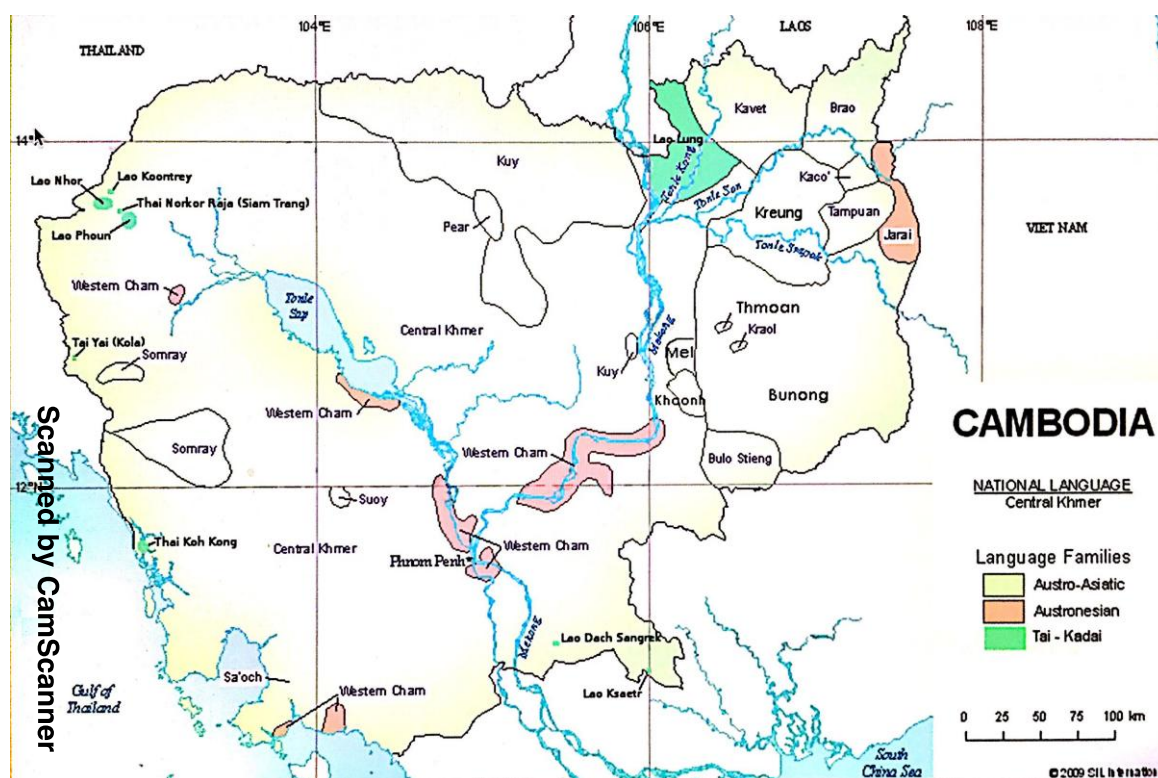 104°E
106°E
LAOS
108°E
THAILAND
Kavet
Brao
14°N
Lao Lung
Kuy
Tonle Kong
Tonle San
Kaco'
Lao Koontrey
Lao Nhor
Thai Norkor Raja (Siam Trang)
Lao Phoun
Pear
Kreung
Tampuan
Jarai
VIET NAM
Tonle Srepok
Western Cham
Tonle
Sap
Thmoan
Kraol
Central Khmer
Mekong
Tai Yai (Kola)
Somray
Kuy
Mel
Khaonh
Bunong
Western Cham
CAMBODIA
Somray
Western Cham
Bulo Stieng
12°N
Suoy
NATIONAL LANGUAGE
Central Khmer
Thai Koh Kong
Central Khmer
Western Cham
Phnom Penh
Language Families
Austro-Asiatic
Austronesian
Tai - Kadai
Mekong
Lao Dach Sangrek
Sa'och
Western Cham
Lao Ksaetr
Gulf of
Thailand
0 25 50 75 100 km
South
China Sea
© 2009 SIL Internation
Scanned by CamScanner